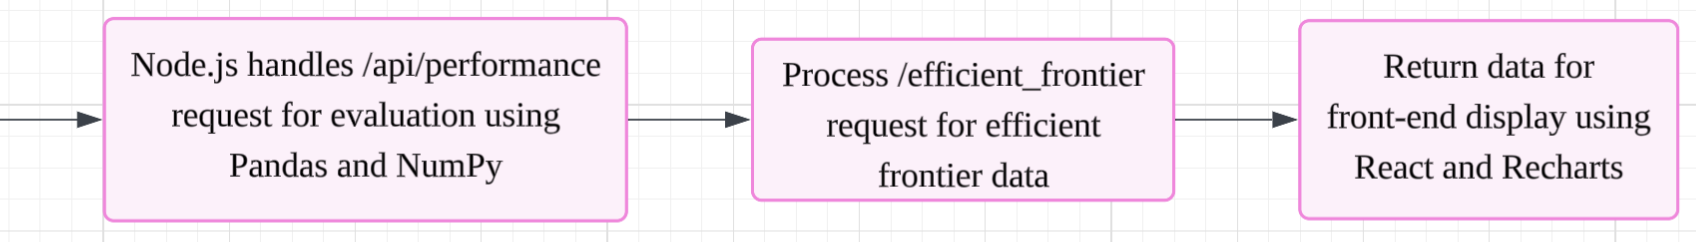 Node.js handles /api/performance
request for evaluation using
Pandas and NumPy
Process /efficient_frontier
request for efficient
frontier data
Return data for
front-end display using
React and Recharts